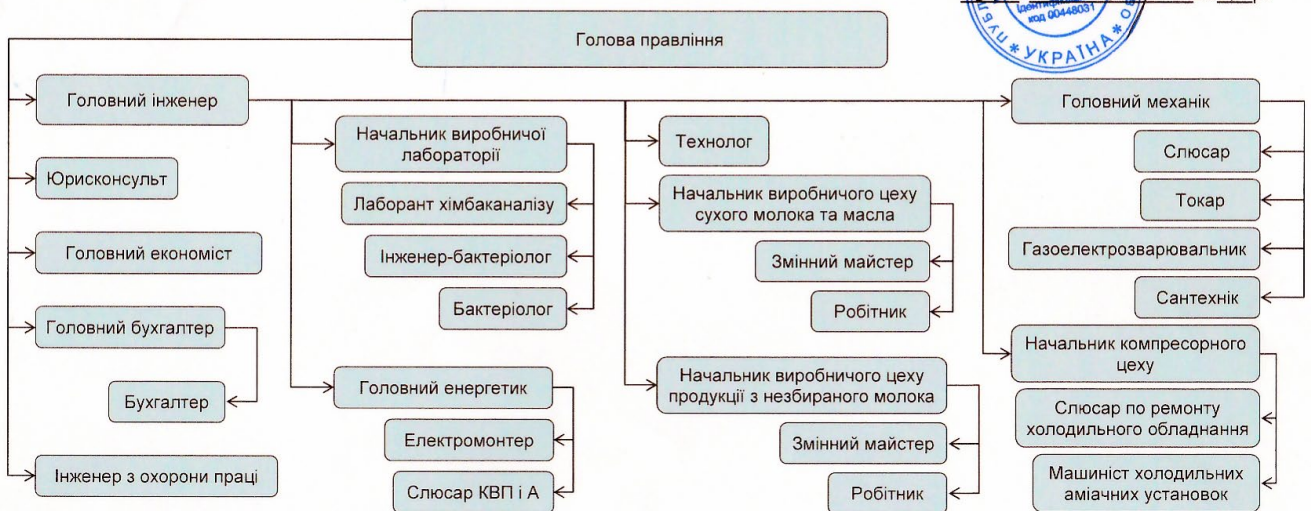 Ідентифікаційний
код 00448031
* УКРАЇНА *
Голова правління
Головний інженер
Юрисконсульт
Головний економіст
Головний бухгалтер
Бухгалтер
Інженер з охорони праці
Начальник виробничої
лабораторії
Лаборант хімбаканалізу
Інженер-бактеріолог
Бактеріолог
Головний енергетик
Електромонтер
Слюсар КВП і А
Технолог
Начальник виробничого цеху
сухого молока та масла
Змінний майстер
Робітник
Начальник виробничого цеху
продукції з незбираного молока
Змінний майстер
Робітник
Головний механік
Слюсар
Токар
Газоелектрозварювальник
Сантехнік
Начальник компресорного
цеху
Слюсар по ремонту
холодильного обладнання
Машиніст холодильних
аміачних установок